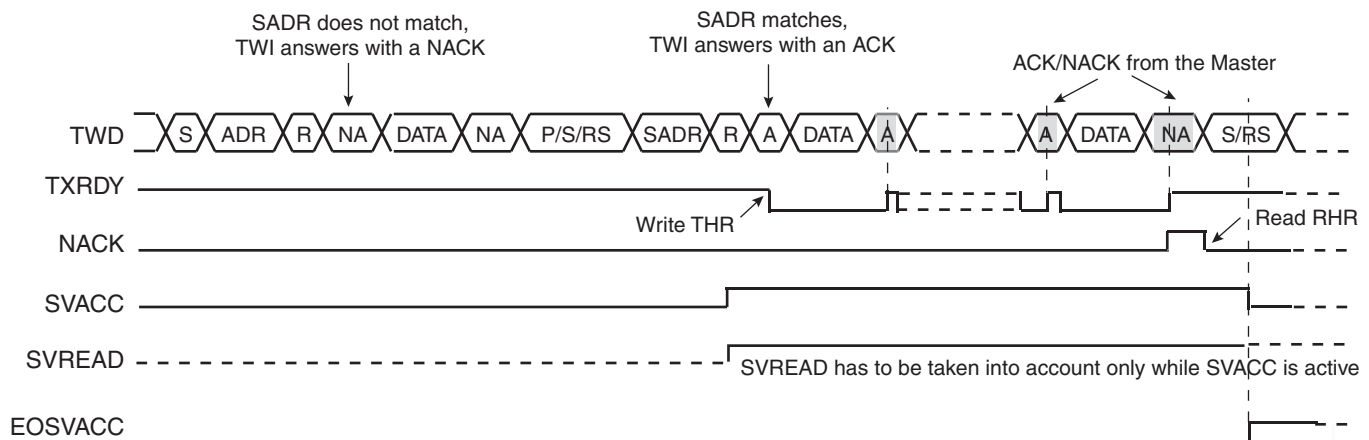 SADR does not match,
TWI answers with a NACK
SADR matches,
TWI answers with an ACK
ACK/NACK from the Master
TWD S ADR R NA DATA NA P/S/RS SADR R A DATA A A DATA NA S/RS
TXRDY
Write THR
Read RHR
NACK
SVACC
SVREAD
SVREAD has to be taken into account only while SVACC is active
EOSVACC